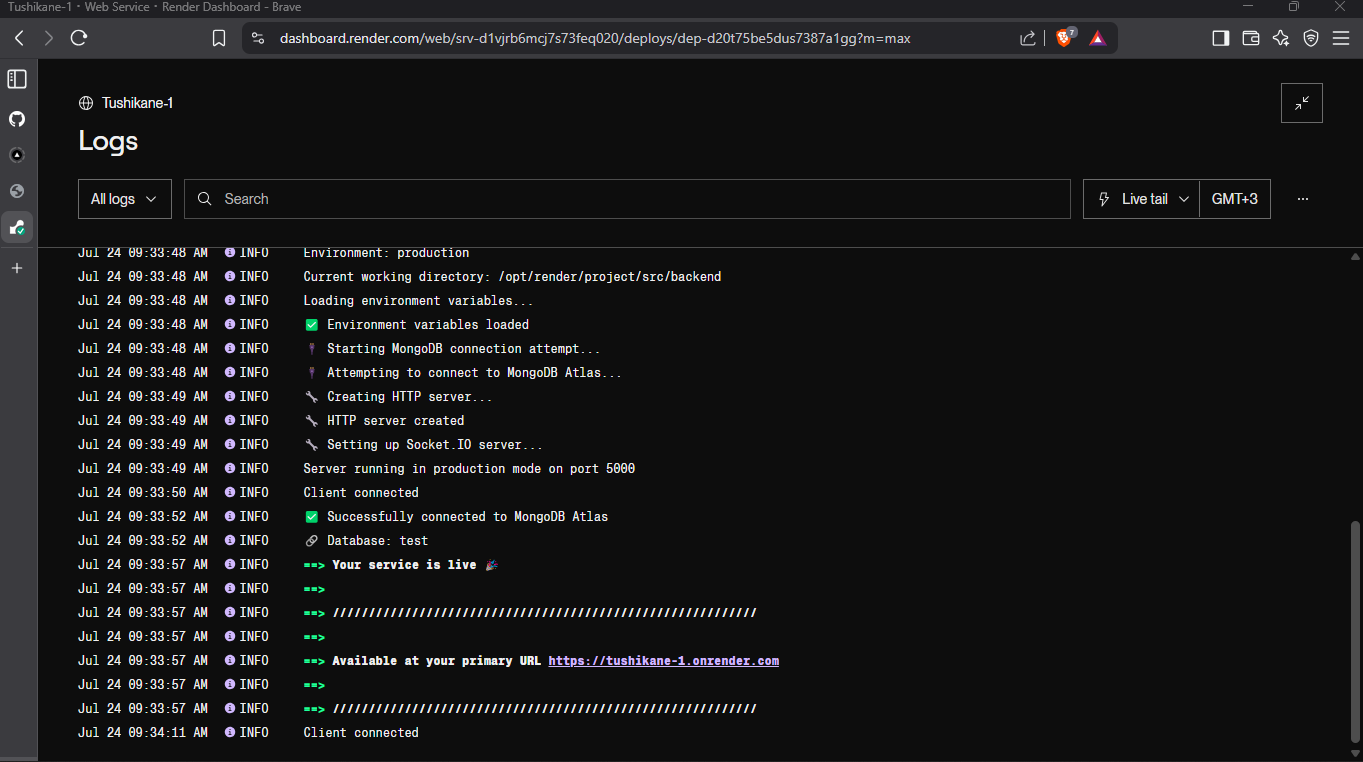 Tushikane-1 · Web Service · Render Dashboard - Brave
dashboard.render.com/web/srv-d1vjrb6mcj7s73feq020/deploys/dep-d20t75be5dus7387a1gg?m=max
7
Tushikane-1
Logs
All logs
Search
Live tail
GMT+3
...
Jul 24 09:33:48 AM INFO Environment: production
Jul 24 09:33:48 AM INFO Current working directory: /opt/render/project/src/backend
Jul 24 09:33:48 AM INFO Loading environment variables...
Jul 24 09:33:48 AM INFO ✅ Environment variables loaded
Jul 24 09:33:48 AM INFO Starting MongoDB connection attempt...
Jul 24 09:33:48 AM INFO Attempting to connect to MongoDB Atlas...
Jul 24 09:33:49 AM INFO 🔧 Creating HTTP server...
Jul 24 09:33:49 AM INFO 🔧 HTTP server created
Jul 24 09:33:49 AM INFO 🔧 Setting up Socket.IO server...
Jul 24 09:33:49 AM INFO Server running in production mode on port 5000
Jul 24 09:33:50 AM INFO Client connected
Jul 24 09:33:52 AM INFO ✅ Successfully connected to MongoDB Atlas
Jul 24 09:33:52 AM INFO 🔗 Database: test
Jul 24 09:33:57 AM INFO ==> Your service is live 🎉
Jul 24 09:33:57 AM INFO ==>
Jul 24 09:33:57 AM INFO ==> ///////////////////////////////////////////////////////////
Jul 24 09:33:57 AM INFO ==>
Jul 24 09:33:57 AM INFO ==> Available at your primary URL https://tushikane-1.onrender.com
Jul 24 09:33:57 AM INFO ==>
Jul 24 09:33:57 AM INFO ==> ///////////////////////////////////////////////////////////
Jul 24 09:34:11 AM INFO Client connected